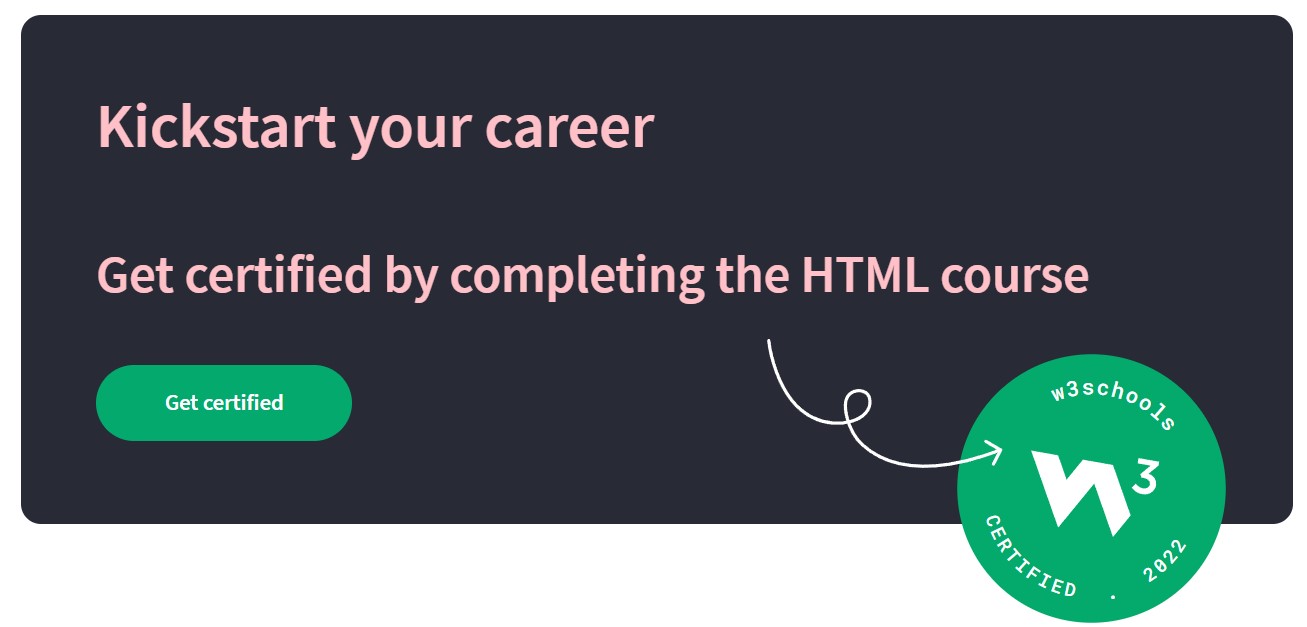 Kickstart your career
Get certified by completing the HTML course
Get certified
w3schools
W3
CERTIFIED . 2022